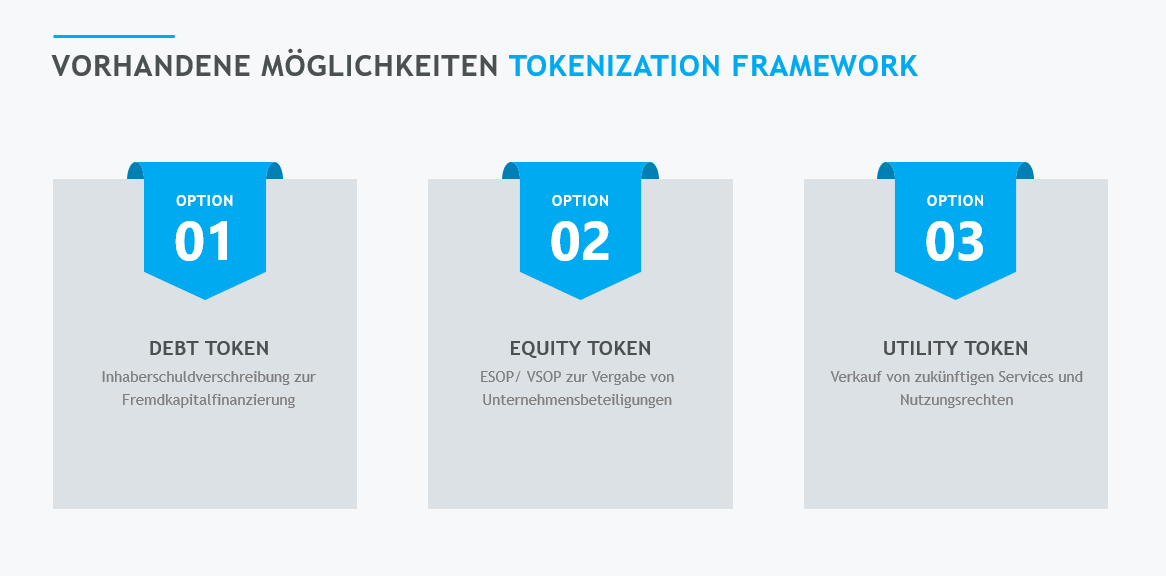 VORHANDENE MÖGLICHKEITEN TOKENIZATION FRAMEWORK
OPTION
01
DEBT TOKEN
Inhaberschuldverschreibung zur
Fremdkapitalfinanzierung
OPTION
02
EQUITY TOKEN
ESOP/ VSOP zur Vergabe von
Unternehmensbeteiligungen
OPTION
03
UTILITY TOKEN
Verkauf von zukünftigen Services und
Nutzungsrechten